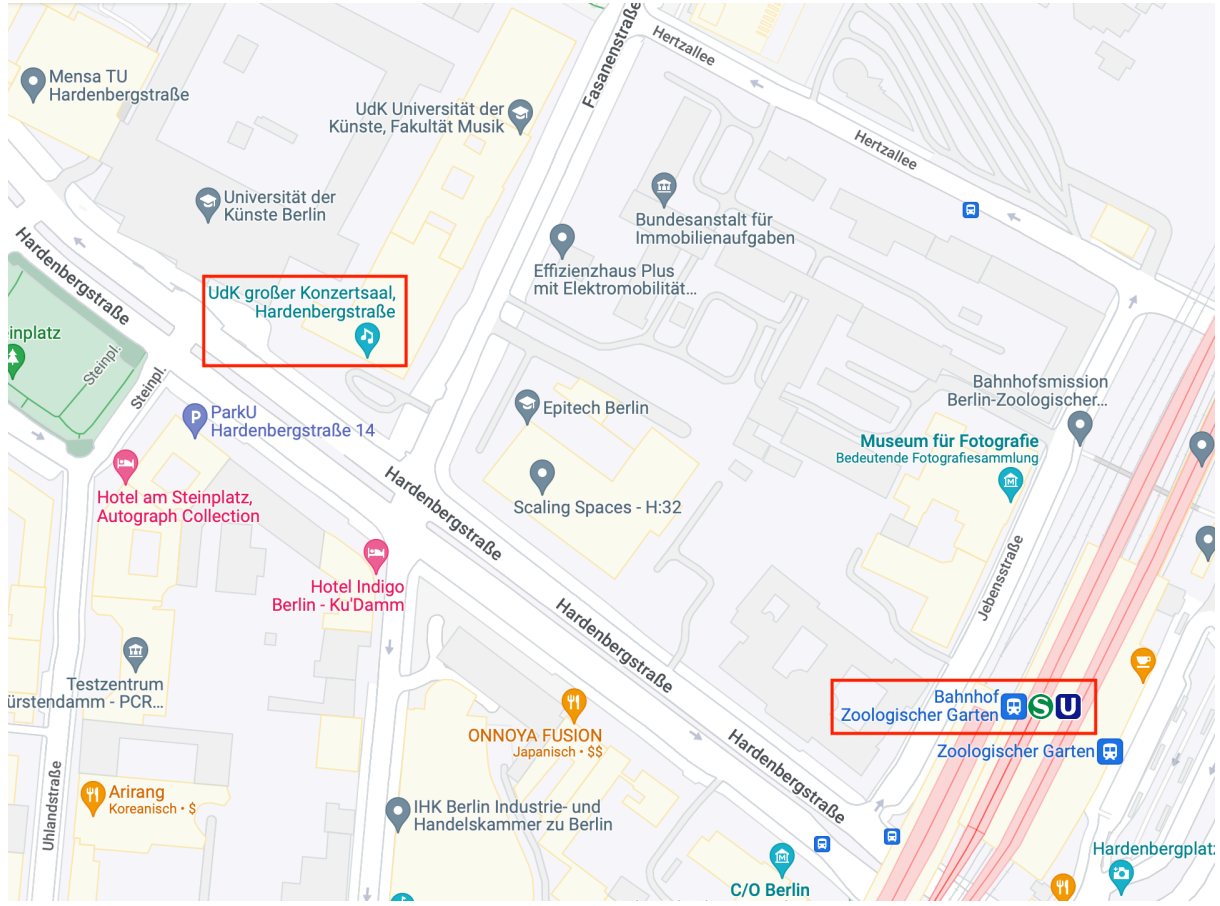 Mensa TU
Hardenbergstraße
UdK Universität der
Künste, Fakultät Musik
Fasanenstraße
Hertzallee
Hertzallee
Universität der
Künste Berlin
Bundesanstalt für
Immobilienaufgaben
Effizienzhaus Plus
mit Elektromobilität...
Hardenbergstraße
UdK großer Konzertsaal,
Hardenbergstraße
einplatz
Steinpl.
Steinpl.
ParkU
Hardenbergstraße 14
Epitech Berlin
Bahnhofsmission
Berlin-Zoologischer...
Museum für Fotografie
Bedeutende Fotografiesammlung
Hotel am Steinplatz,
Autograph Collection
Hardenbergstraße
Scaling Spaces - H:32
Hotel Indigo
Berlin - Ku'Damm
Jebensstraße
Hardenbergstraße
Testzentrum
ürstendamm - PCR...
Bahnhof
Zoologischer Garten
S U
Zoologischer Garten
ONNOYA FUSION
Japanisch • $$
Hardenbergstraße
Uhlandstraße
Arirang
Koreanisch • $
IHK Berlin Industrie- und
Handelskammer zu Berlin
Hardenbergplatz
C/O Berlin